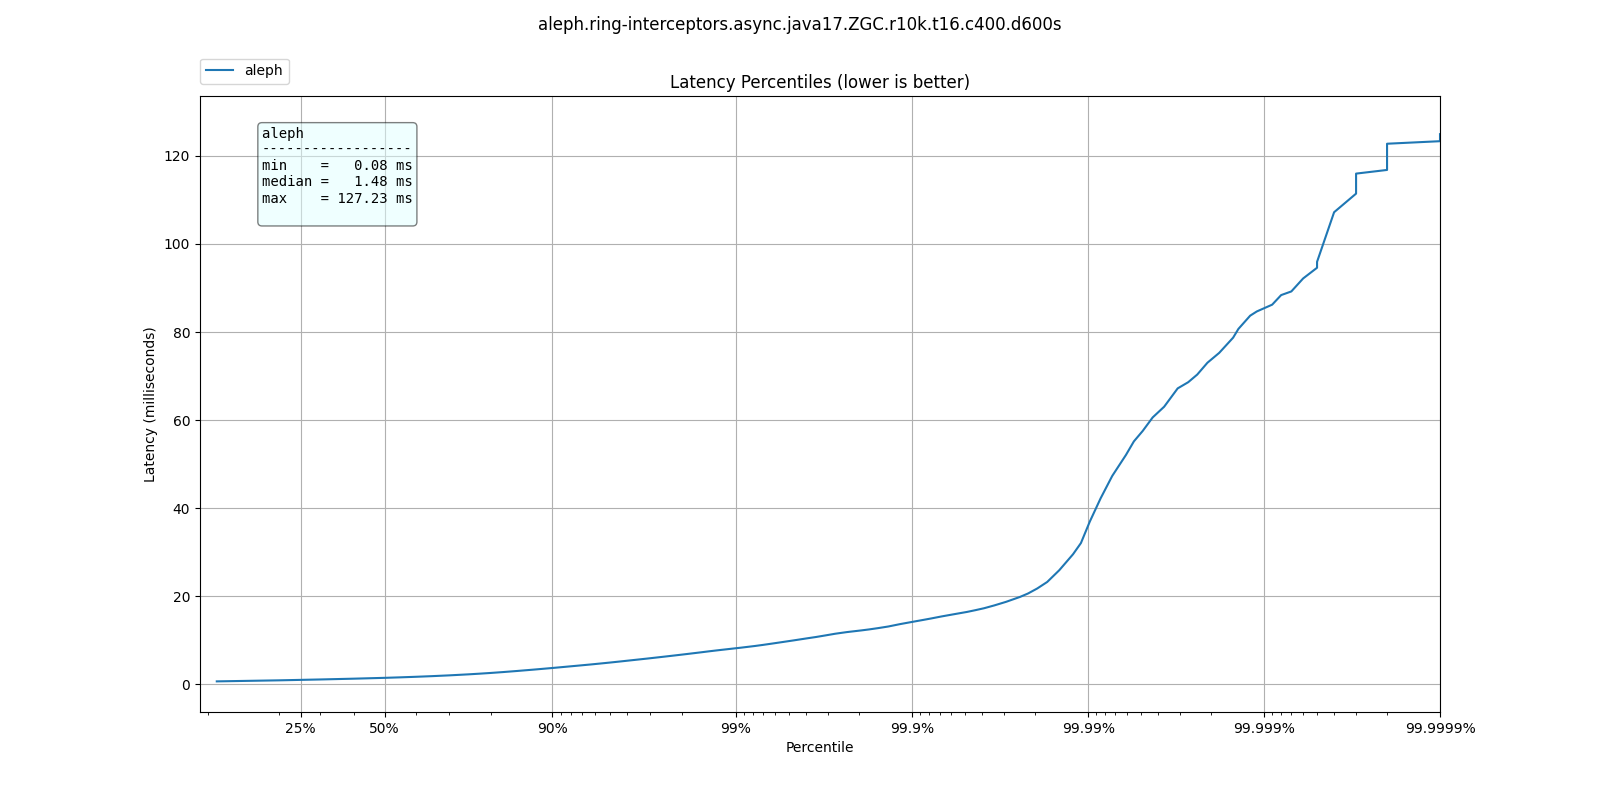 aleph.ring-interceptors.async.java17.ZGC.r10k.t16.c400.d600s
aleph
Latency Percentiles (lower is better)
aleph
------------------
min    =   0.08 ms
median =   1.48 ms
max    = 127.23 ms
120
100
80
60
40
20
0
Latency (milliseconds)
25% 50% 90% 99% 99.9% 99.99% 99.999% 99.9999%
Percentile